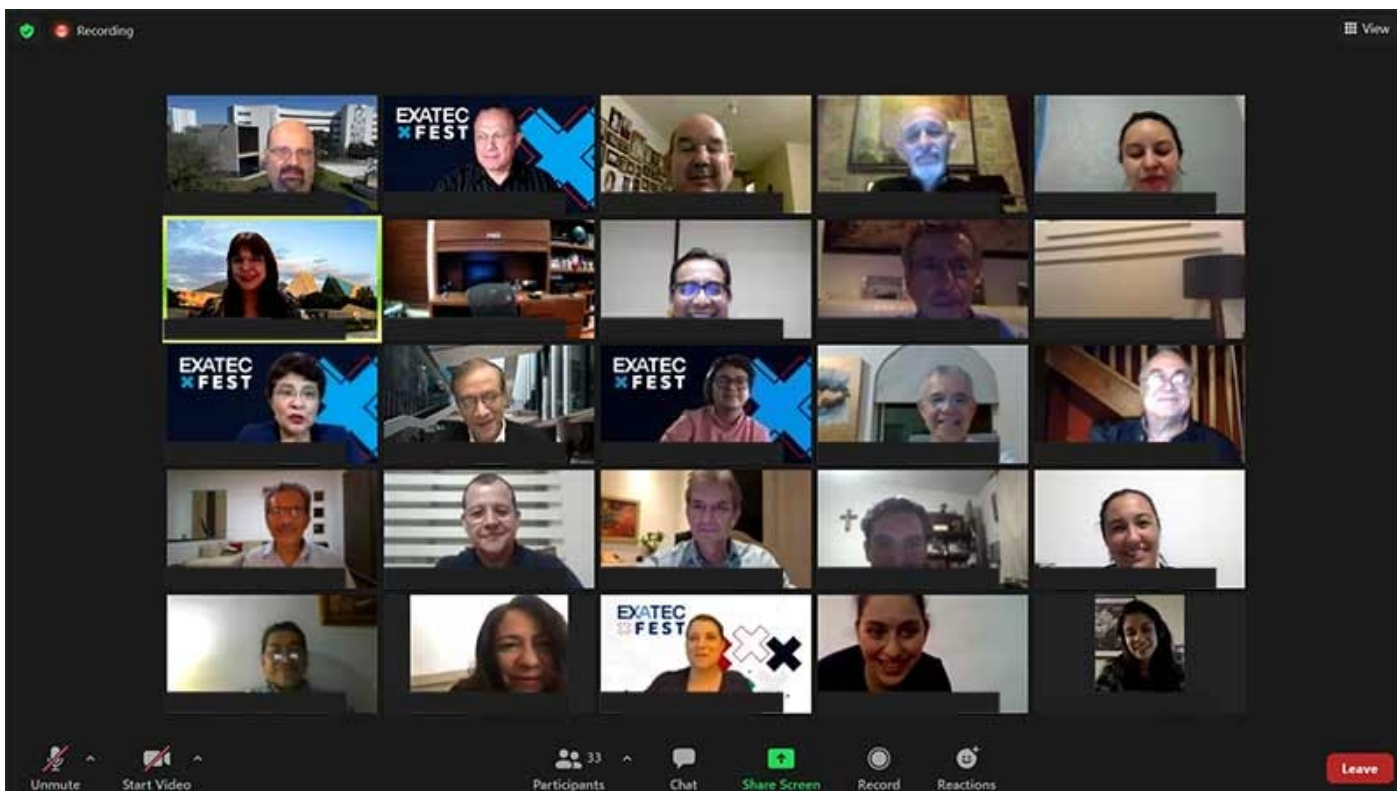 Recording
View
EXATEC
FEST
EXATEC
FEST
EXATEC
FEST
EXATEC
FEST
Unmute
Start Video
33
Participants
Chat
Share Screen
Record
Reactions
Leave